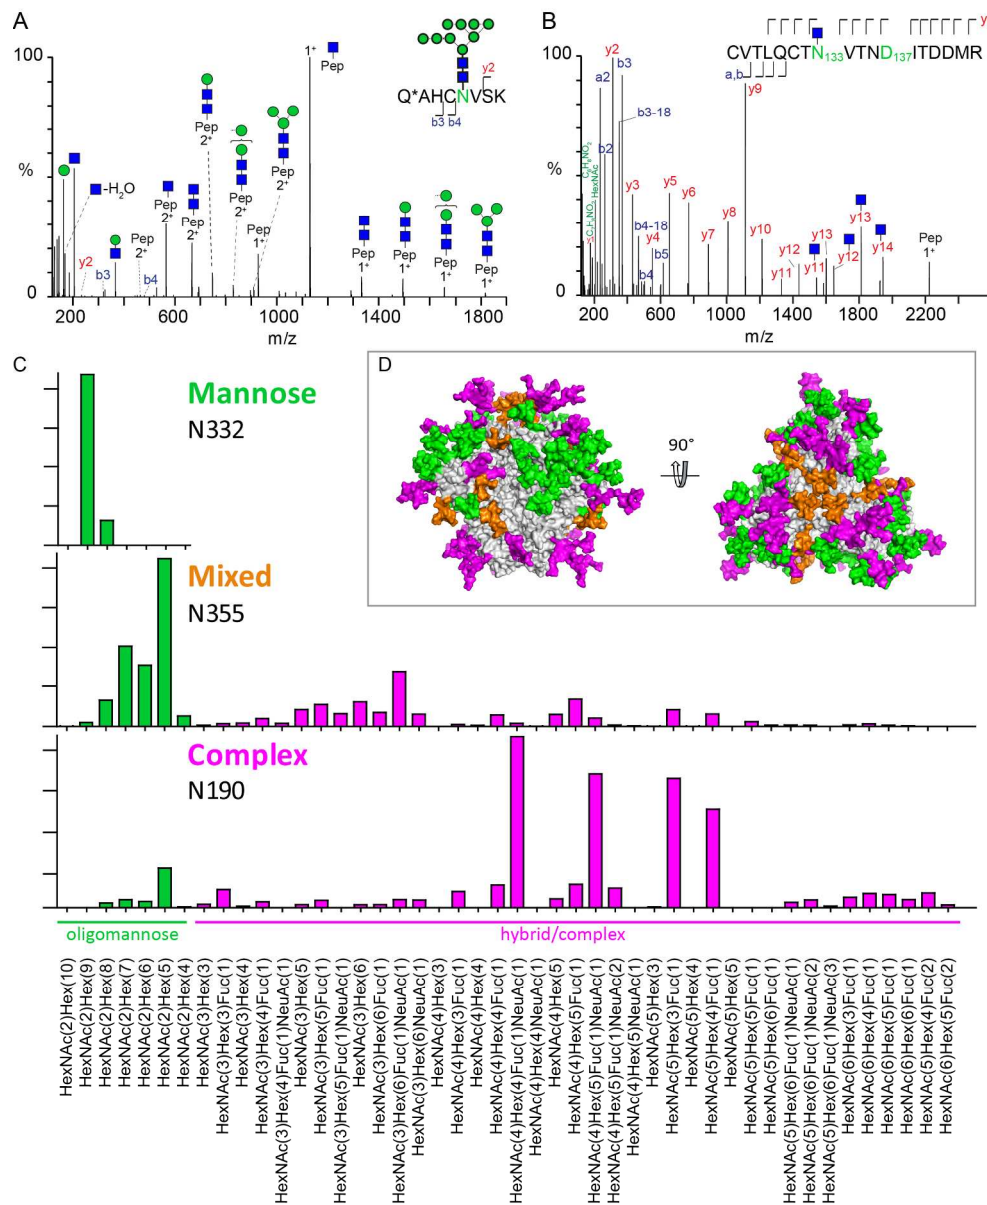 A
100
%
0
200
600
1000
1400
1800
m/z
-H₂O
y2
b3
Pep
2⁺
b4
Pep
2⁺
Pep
2⁺
Pep
2⁺
Pep
2⁺
Pep
1⁺
Pep
2⁺
1⁺
Pep
Pep
1⁺
Pep
1⁺
Pep
1⁺
Pep
1⁺
y2
Q*AHCNVSK
b3 b4
B
100
%
0
200
600
1000
1400
1800
2200
m/z
y
CVTLQCTN₁₃₃VTND₁₃₇ITDDMR
a,b
y2
a2
b3
b3-18
b2
HexNAc
y3
b4-18
b4
y4
y5
b5
y6
y7
y8
y9
y10
y11
y12
y11
y13
y12
y13
y14
Pep
1⁺
C
Mannose
N332
Mixed
N355
Complex
N190
D
90°
oligomannose
hybrid/complex
HexNAc(2)Hex(10)
HexNAc(2)Hex(9)
HexNAc(2)Hex(8)
HexNAc(2)Hex(7)
HexNAc(2)Hex(6)
HexNAc(2)Hex(5)
HexNAc(2)Hex(4)
HexNAc(3)Hex(3)
HexNAc(3)Hex(3)Fuc(1)
HexNAc(3)Hex(4)
HexNAc(3)Hex(4)Fuc(1)
HexNAc(3)Hex(4)Fuc(1)NeuAc(1)
HexNAc(3)Hex(5)
HexNAc(3)Hex(5)Fuc(1)
HexNAc(3)Hex(5)Fuc(1)NeuAc(1)
HexNAc(3)Hex(6)
HexNAc(3)Hex(6)Fuc(1)
HexNAc(3)Hex(6)Fuc(1)NeuAc(1)
HexNAc(3)Hex(6)NeuAc(1)
HexNAc(4)Hex(3)
HexNAc(4)Hex(3)Fuc(1)
HexNAc(4)Hex(4)
HexNAc(4)Hex(4)Fuc(1)
HexNAc(4)Hex(4)Fuc(1)NeuAc(1)
HexNAc(4)Hex(4)NeuAc(1)
HexNAc(4)Hex(5)
HexNAc(4)Hex(5)Fuc(1)
HexNAc(4)Hex(5)Fuc(1)NeuAc(1)
HexNAc(4)Hex(5)Fuc(1)NeuAc(2)
HexNAc(4)Hex(5)NeuAc(1)
HexNAc(5)Hex(3)
HexNAc(5)Hex(3)Fuc(1)
HexNAc(5)Hex(4)
HexNAc(5)Hex(4)Fuc(1)
HexNAc(5)Hex(5)
HexNAc(5)Hex(5)Fuc(1)
HexNAc(5)Hex(6)Fuc(1)
HexNAc(5)Hex(6)Fuc(1)NeuAc(1)
HexNAc(5)Hex(6)Fuc(1)NeuAc(2)
HexNAc(5)Hex(6)Fuc(1)NeuAc(3)
HexNAc(6)Hex(3)Fuc(1)
HexNAc(6)Hex(4)Fuc(1)
HexNAc(6)Hex(5)Fuc(1)
HexNAc(6)Hex(6)Fuc(1)
HexNAc(5)Hex(4)Fuc(2)
HexNAc(6)Hex(5)Fuc(2)